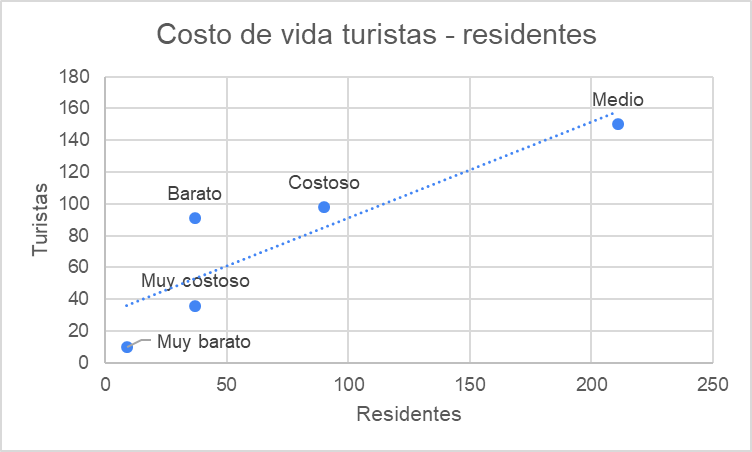 Costo de vida turistas - residentes
180
160
140
120
100
80
60
40
20
0
Turistas
Medio
Barato
Costoso
Muy costoso
Muy barato
0 50 100 150 200 250
Residentes